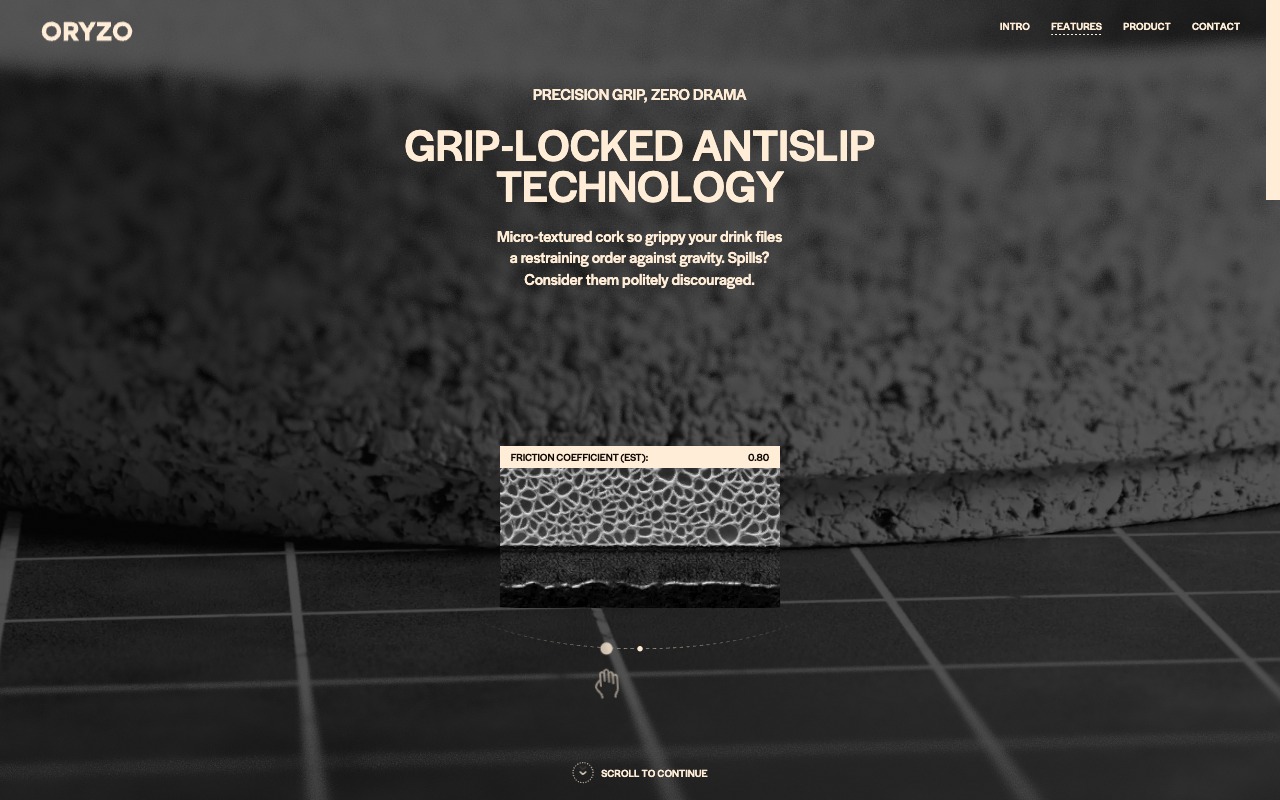 ORYZO
INTRO FEATURES PRODUCT CONTACT
PRECISION GRIP, ZERO DRAMA
GRIP-LOCKED ANTISLIP
TECHNOLOGY
Micro-textured cork so grippy your drink files
a restraining order against gravity. Spills?
Consider them politely discouraged.
FRICTION COEFFICIENT (EST): 0.80
SCROLL TO CONTINUE